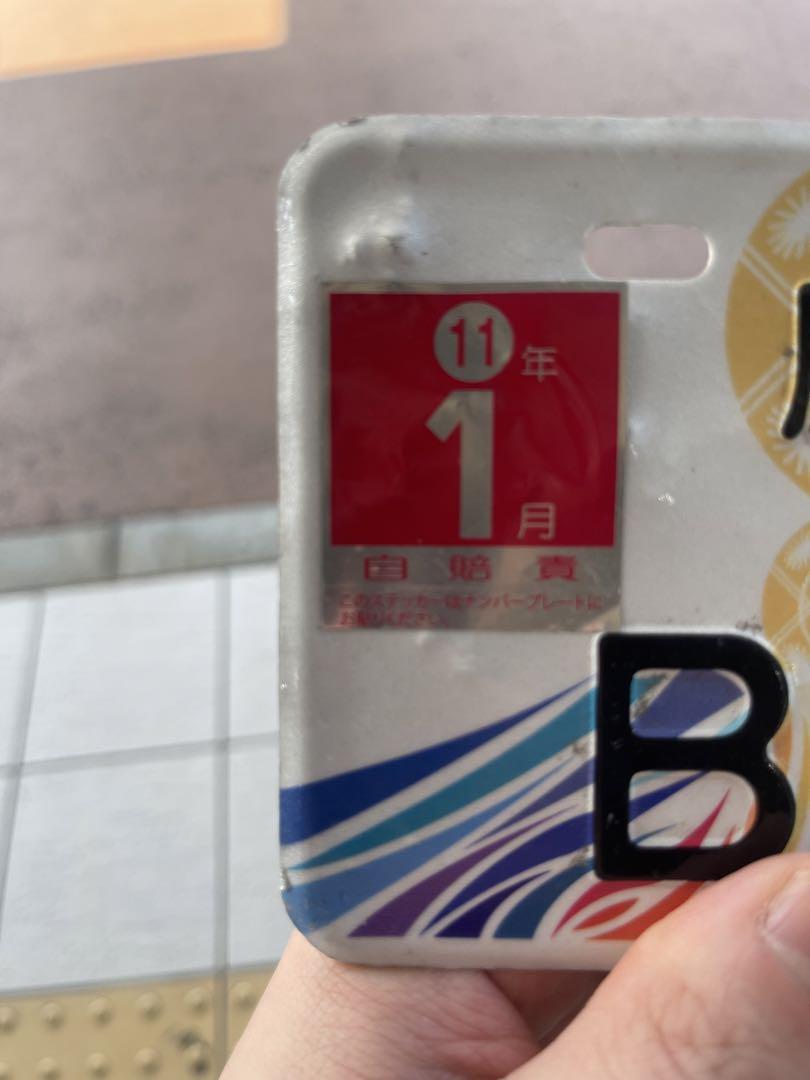 11年
1月
自賠責
このステッカーはナンバープレートに
お貼りください。
B